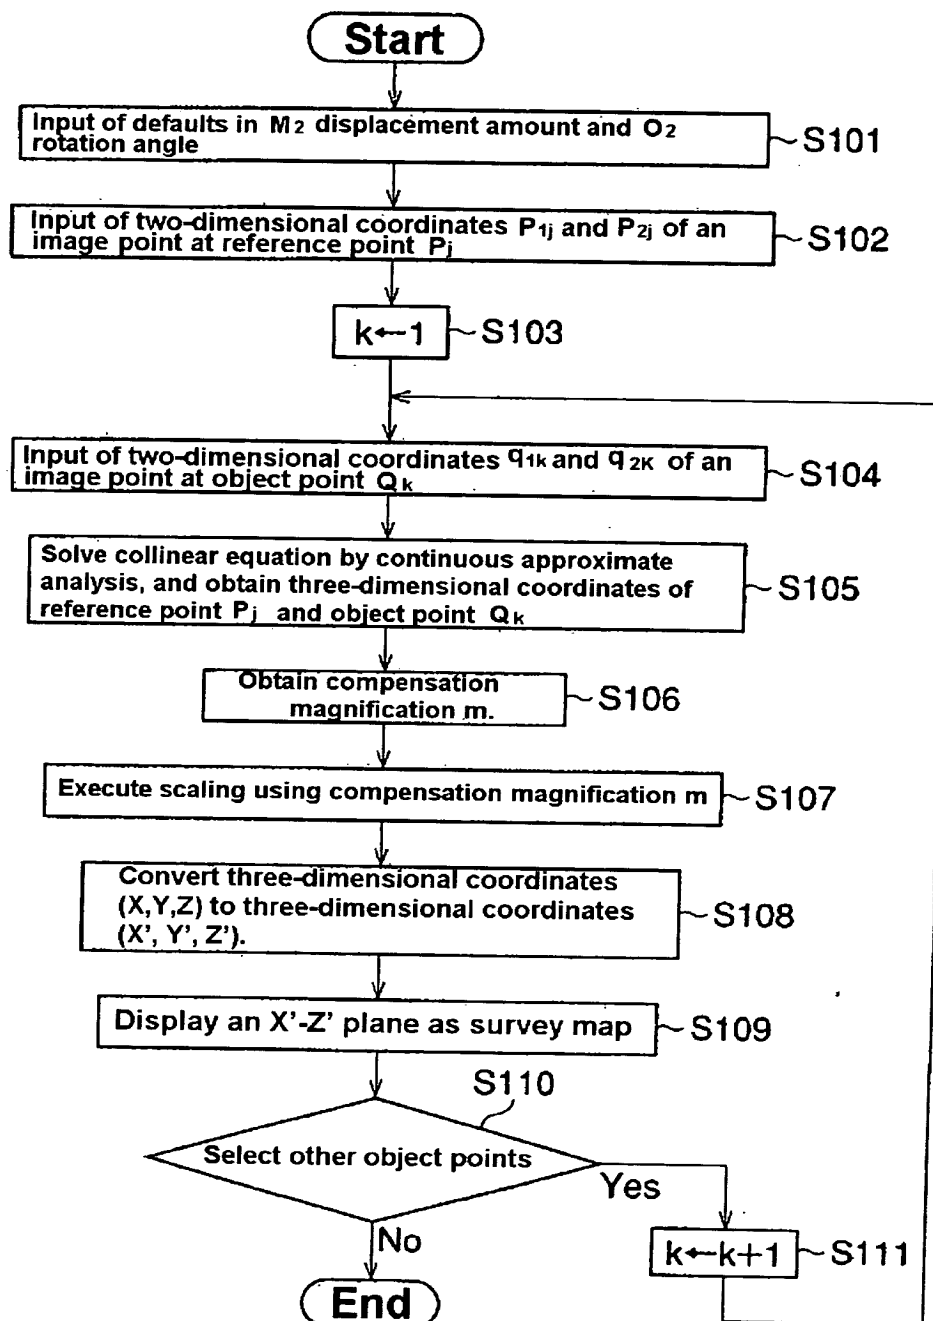 Start
Input of defaults in M2 displacement amount and O2
rotation angle
S101
Input of two-dimensional coordinates P1j and P2j of an
image point at reference point Pj
S102
k←1
S103
Input of two-dimensional coordinates q1k and q2K of an
image point at object point Qk
S104
Solve collinear equation by continuous approximate
analysis, and obtain three-dimensional coordinates of
reference point Pj and object point Qk
S105
Obtain compensation
magnification m.
S106
Execute scaling using compensation magnification m
S107
Convert three-dimensional coordinates
(X,Y,Z) to three-dimensional coordinates
(X', Y', Z').
S108
Display an X'-Z' plane as survey map
S109
S110
Select other object points
Yes
No
k←k+1
S111
End